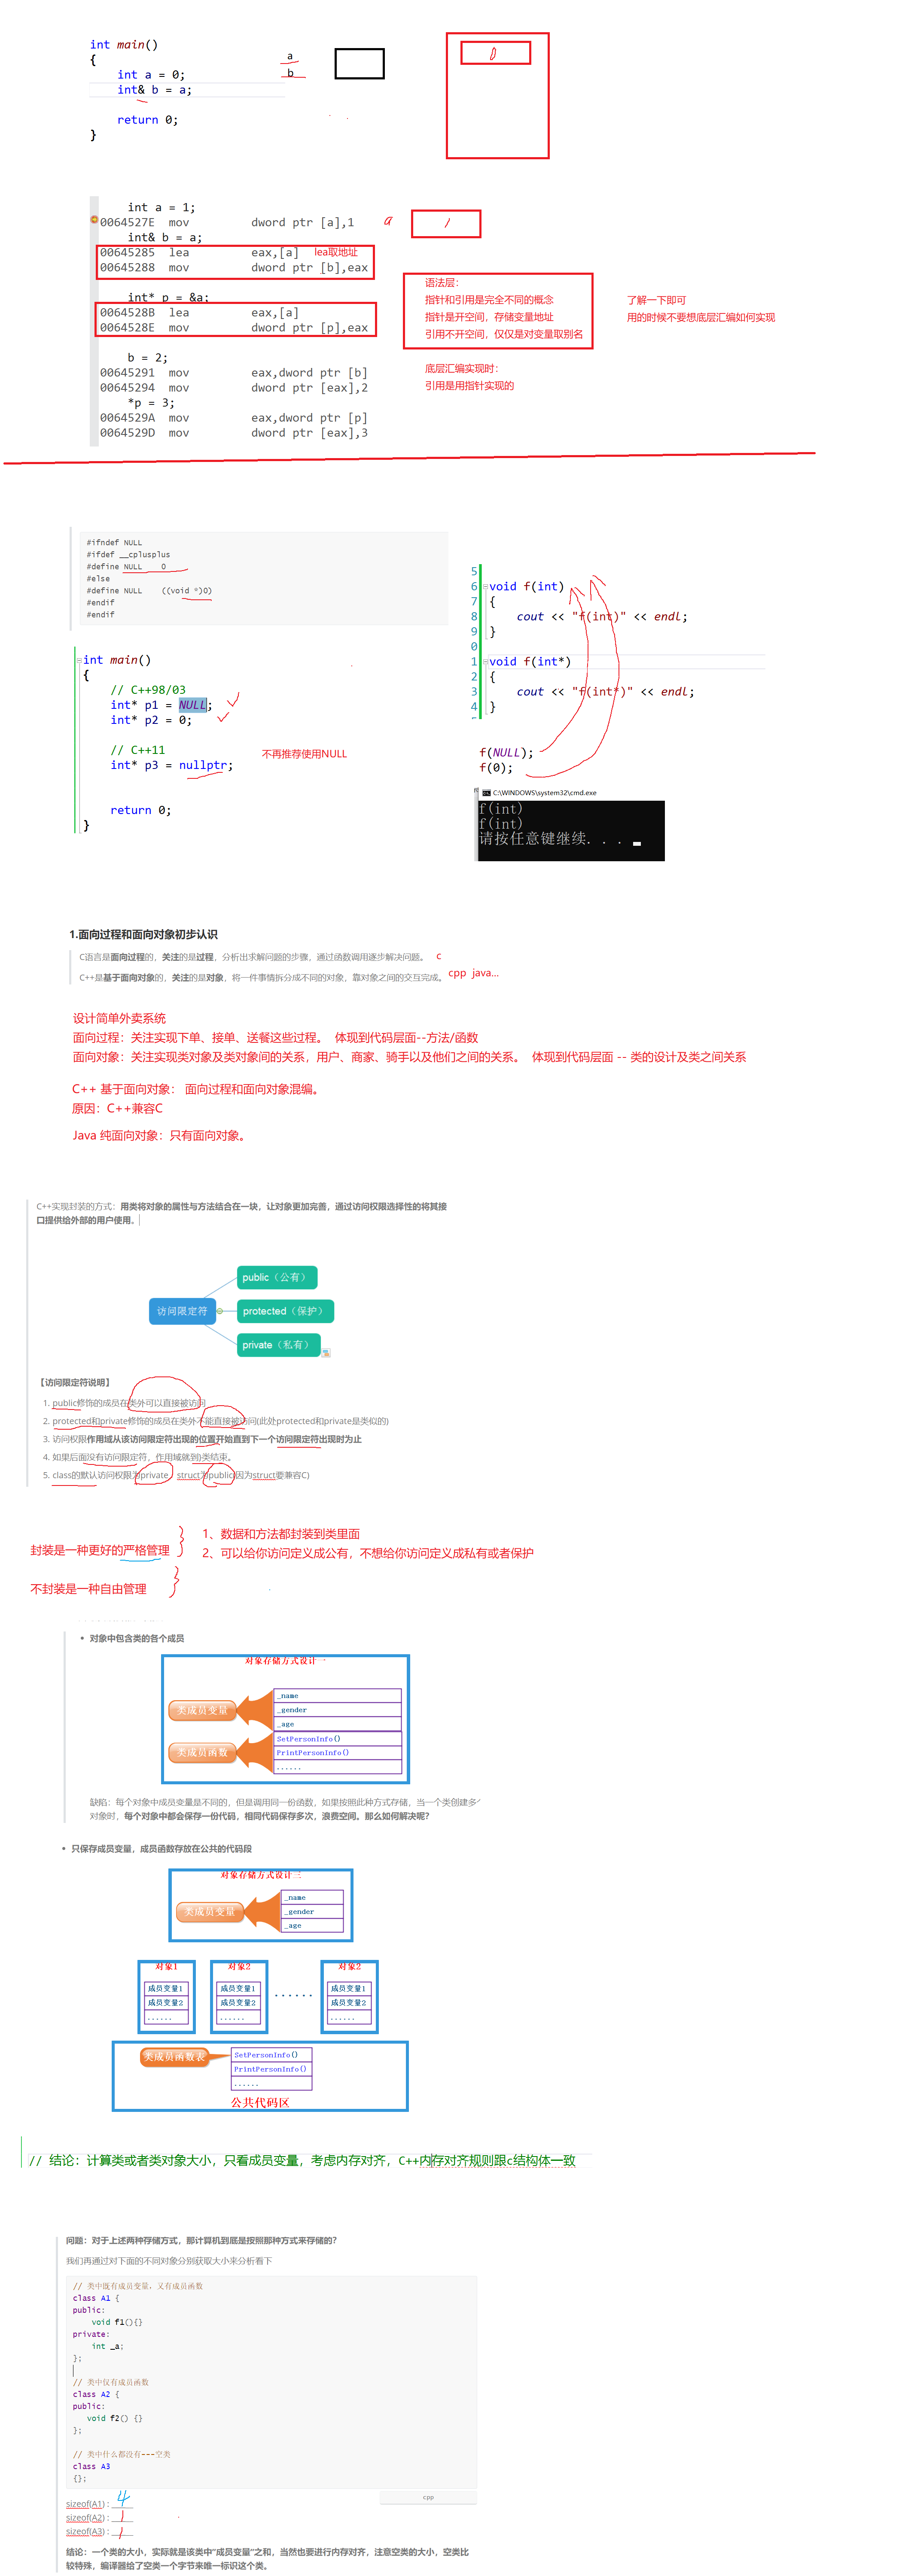 int main()
{
int a = 0;
int& b = a;
return 0;
}
a
b
0
int a = 1;
0064527E mov dword ptr [a],1
int& b = a;
00645285 lea eax,[a] lea取地址
00645288 mov dword ptr [b],eax
int* p = &a;
0064528B lea eax,[a]
0064528E mov dword ptr [p],eax
b = 2;
00645291 mov eax,dword ptr [b]
00645294 mov dword ptr [eax],2
*p = 3;
0064529A mov eax,dword ptr [p]
0064529D mov dword ptr [eax],3
a
1
语法层：
指针和引用是完全不同的概念
指针是开空间，存储变量地址
引用不开空间，仅仅是对变量取别名
了解一下即可
用的时候不要想底层汇编如何实现
底层汇编实现时：
引用是用指针实现的
#ifndef NULL
#ifdef __cplusplus
#define NULL 0
#else
#define NULL ((void *)0)
#endif
#endif
int main()
{
// C++98/03
int* p1 = NULL;
int* p2 = 0;
// C++11
int* p3 = nullptr;
return 0;
}
不再推荐使用NULL
5
6 void f(int)
7 {
8 cout << "f(int)" << endl;
9 }
0
1 void f(int*)
2 {
3 cout << "f(int*)" << endl;
4 }
f(NULL);
f(0);
C:\WINDOWS\system32\cmd.exe
f(int)
f(int)
请按任意键继续. . .
1.面向过程和面向对象初步认识
C语言是面向过程的，关注的是过程，分析出求解问题的步骤，通过函数调用逐步解决问题。 c
C++是基于面向对象的，关注的是对象，将一件事情拆分成不同的对象，靠对象之间的交互完成。 cpp java...
设计简单外卖系统
面向过程：关注实现下单、接单、送餐这些过程。 体现到代码层面--方法/函数
面向对象：关注实现类对象及类对象间的关系，用户、商家、骑手以及他们之间的关系。 体现到代码层面 -- 类的设计及类之间关系
C++ 基于面向对象： 面向过程和面向对象混编。
原因：C++兼容C
Java 纯面向对象：只有面向对象。
C++实现封装的方式：用类将对象的属性与方法结合在一块，让对象更加完善，通过访问权限选择性的将其接
口提供给外部的用户使用。
访问限定符
public（公有）
protected（保护）
private（私有）
【访问限定符说明】
1. public修饰的成员在类外可以直接被访问
2. protected和private修饰的成员在类外不能直接被访问(此处protected和private是类似的)
3. 访问权限作用域从该访问限定符出现的位置开始直到下一个访问限定符出现时为止
4. 如果后面没有访问限定符，作用域就到}类结束。
5. class的默认访问权限为private，struct为public(因为struct要兼容C)
封装是一种更好的严格管理
1、数据和方法都封装到类里面
2、可以给你访问定义成公有，不想给你访问定义成私有或者保护
不封装是一种自由管理
• 对象中包含类的各个成员
对象存储方式设计一
类成员变量
_name
_gender
_age
类成员函数
SetPersonInfo()
PrintPersonInfo()
......
缺陷：每个对象中成员变量是不同的，但是调用同一份函数，如果按照此种方式存储，当一个类创建多
对象时，每个对象中都会保存一份代码，相同代码保存多次，浪费空间。那么如何解决呢？
• 只保存成员变量，成员函数存放在公共的代码段
对象存储方式设计三
类成员变量
_name
_gender
_age
对象1 对象2 对象2
成员变量1 成员变量1 成员变量1
成员变量2 成员变量2 ...... 成员变量2
...... ...... ......
类成员函数表
SetPersonInfo()
PrintPersonInfo()
......
公共代码区
// 结论：计算类或者类对象大小，只看成员变量，考虑内存对齐，C++内存对齐规则跟c结构体一致
问题：对于上述两种存储方式，那计算机到底是按照那种方式来存储的？
我们再通过对下面的不同对象分别获取大小来分析看下
// 类中既有成员变量，又有成员函数
class A1 {
public:
void f1(){}
private:
int _a;
};
// 类中仅有成员函数
class A2 {
public:
void f2() {}
};
// 类中什么都没有---空类
class A3
{};
cpp
sizeof(A1) : 4
sizeof(A2) : 1
sizeof(A3) : 1
结论：一个类的大小，实际就是该类中"成员变量"之和，当然也要进行内存对齐，注意空类的大小，空类比
较特殊，编译器给了空类一个字节来唯一标识这个类。